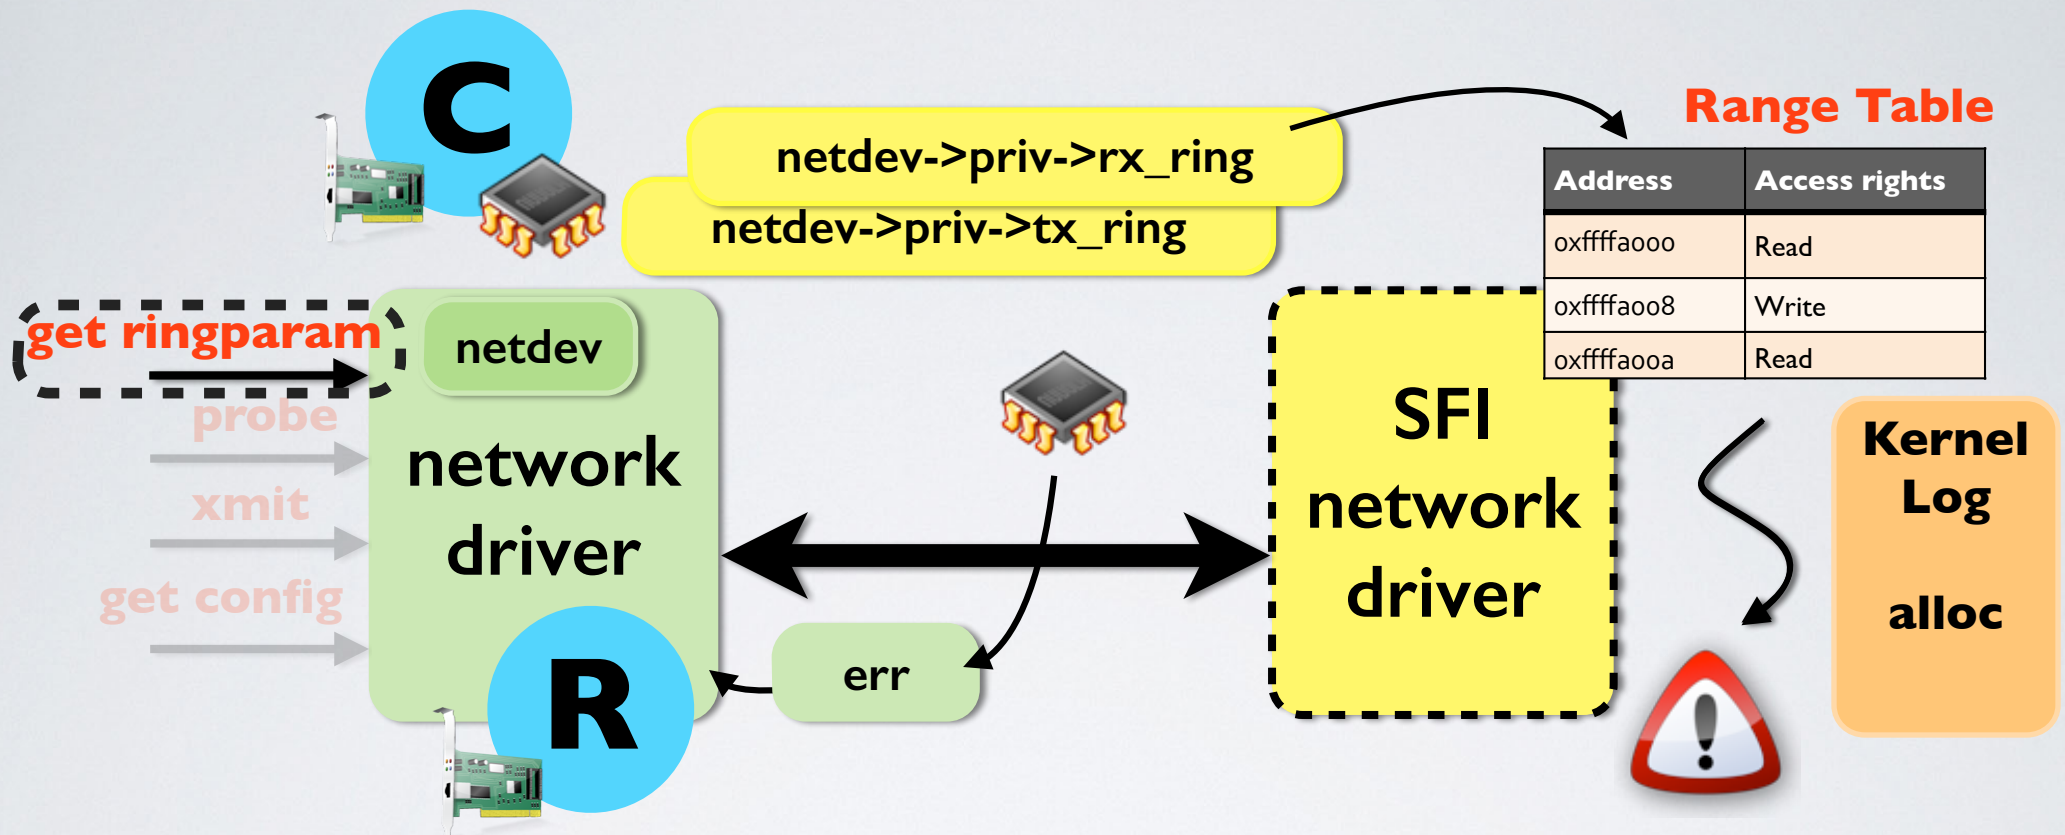 C
netdev->priv->rx_ring
netdev->priv->tx_ring
Range Table
Address Access rights
0xffffa000 Read
0xffffa008 Write
0xffffa00a Read
get ringparam
probe
xmit
get config
netdev
network
driver
R
err
SFI
network
driver
Kernel
Log
alloc